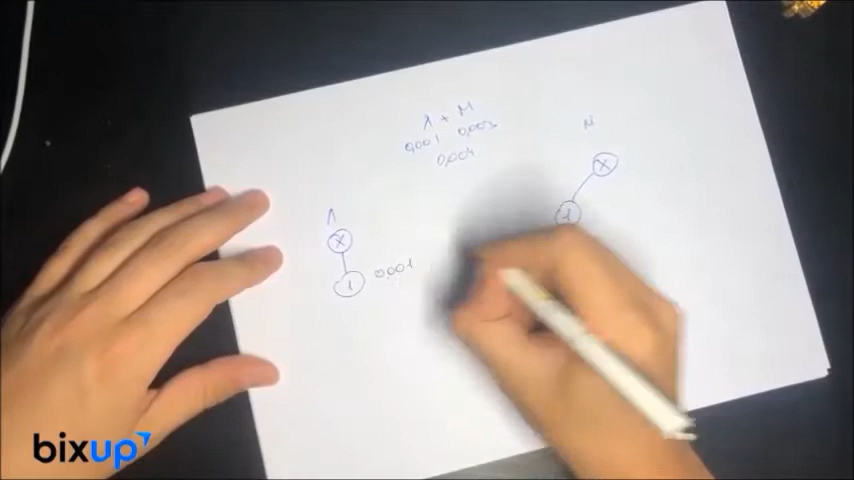 Λ + M
0,001 0,003
0,004
M
X
1
Λ
X
1
0,001
bixup